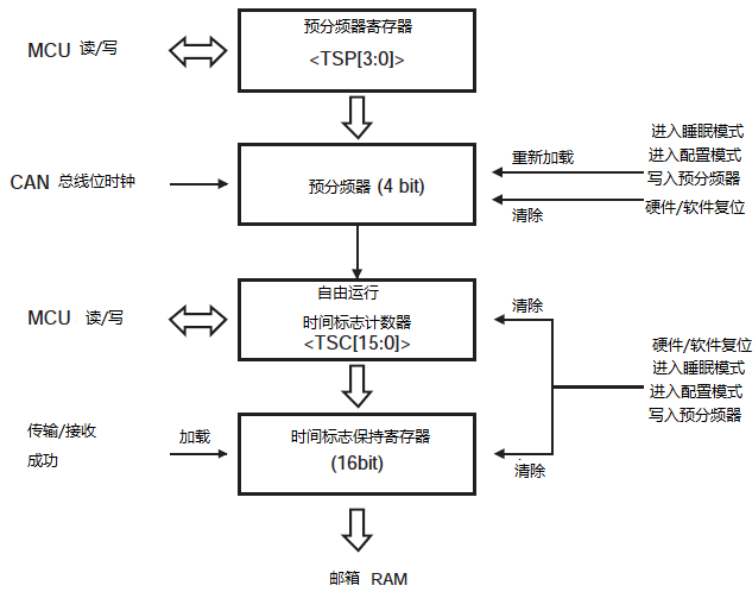 预分频器寄存器
<TSP[3:0]>
MCU 读/写
CAN 总线位时钟
预分频器 (4 bit)
重新加载
清除
进入睡眠模式
进入配置模式
写入预分频器
硬件/软件复位
MCU 读/写
自由运行
时间标志计数器
<TSC[15:0]>
清除
硬件/软件复位
进入睡眠模式
进入配置模式
写入预分频器
传输/接收
成功
加载
时间标志保持寄存器
(16bit)
清除
邮箱 RAM